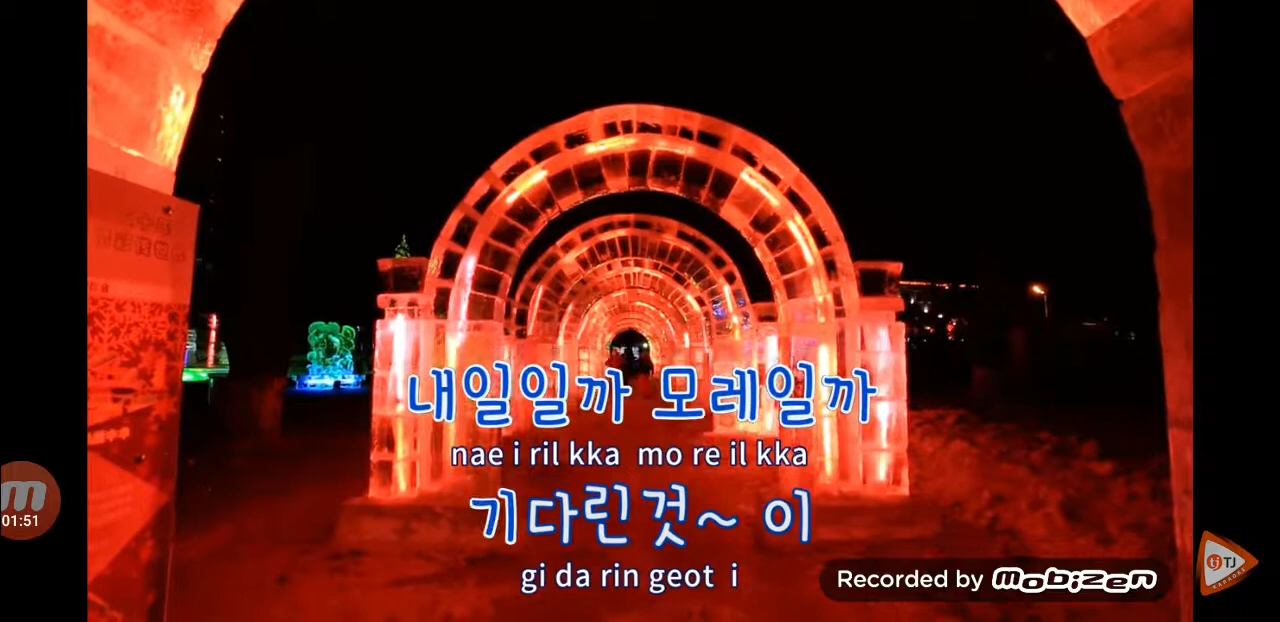 내일일까 모레일까
nae i ril kka mo re il kka
기다린것~ 이
gi da rin geot i
Recorded by mobizen
m
01:51
TJ
KARAOKE